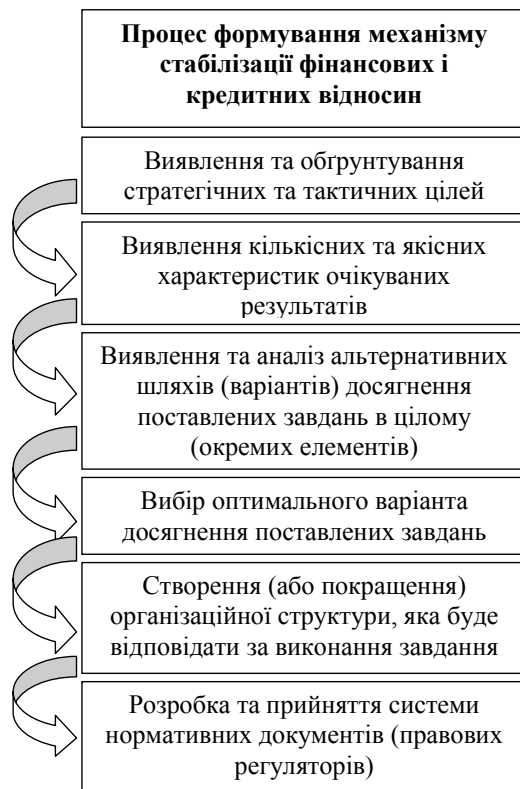 Процес формування механізму
стабілізації фінансових і
кредитних відносин
Виявлення та обґрунтування
стратегічних та тактичних цілей
Виявлення кількісних та якісних
характеристик очікуваних
результатів
Виявлення та аналіз альтернативних
шляхів (варіантів) досягнення
поставлених завдань в цілому
(окремих елементів)
Вибір оптимального варіанта
досягнення поставлених завдань
Створення (або покращення)
організаційної структури, яка буде
відповідати за виконання завдання
Розробка та прийняття системи
нормативних документів (правових
регуляторів)